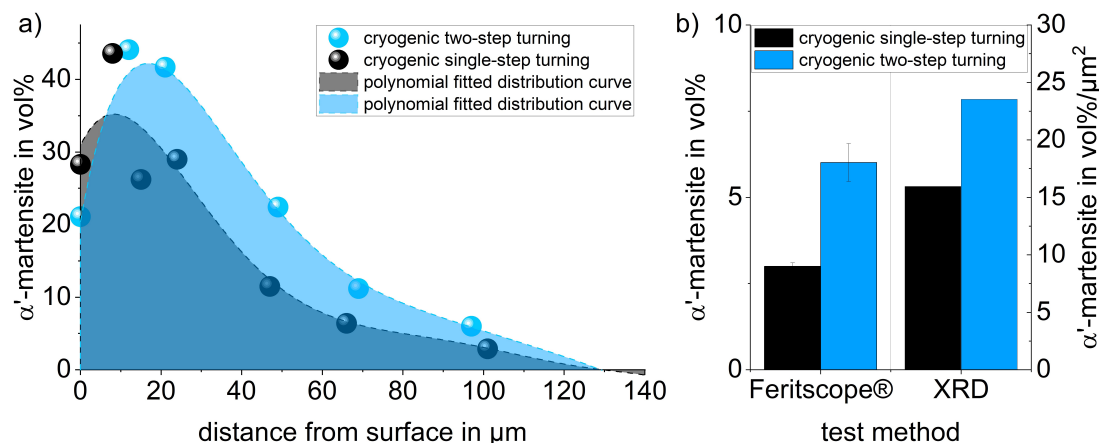 a)
α'-martensite in vol%
40
30
20
10
0
cryogenic two-step turning
cryogenic single-step turning
polynomial fitted distribution curve
polynomial fitted distribution curve
0 20 40 60 80 100 120 140
distance from surface in µm
b)
α'-martensite in vol%
10
5
0
cryogenic single-step turning
cryogenic two-step turning
30
25
20
15
10
5
0
α'-martensite in vol%/µm²
Feritscope® XRD
test method